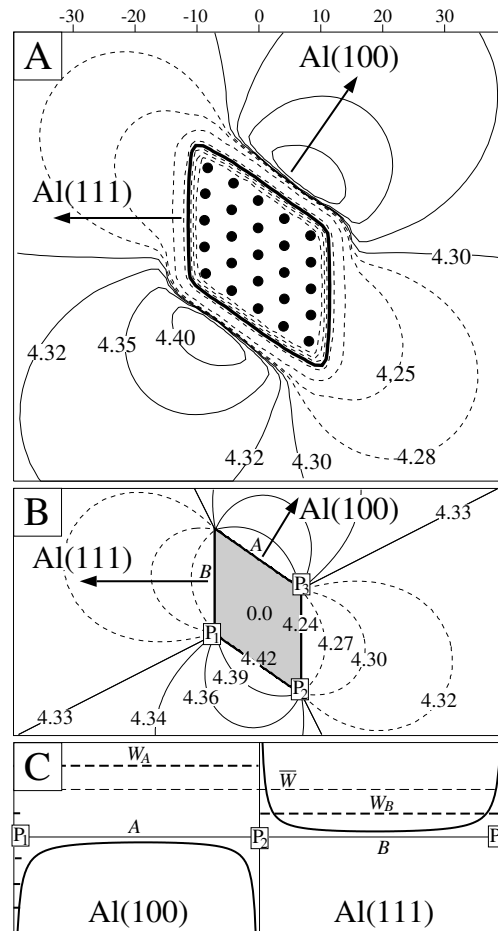 -30 -20 -10 0 10 20 30
A
Al(100)
Al(111)
4.30
4.32
4.35
4.40
4,25
4.28
4.32
4.30
B
Al(100)
4.33
A
Al(111)
B
P3
0.0
4.24
P1
4.27
4.42
4.30
4.39
4.36
P2
4.32
4.33
4.34
C
WA
W
WB
P1
A
P2
B
P
Al(100)
Al(111)